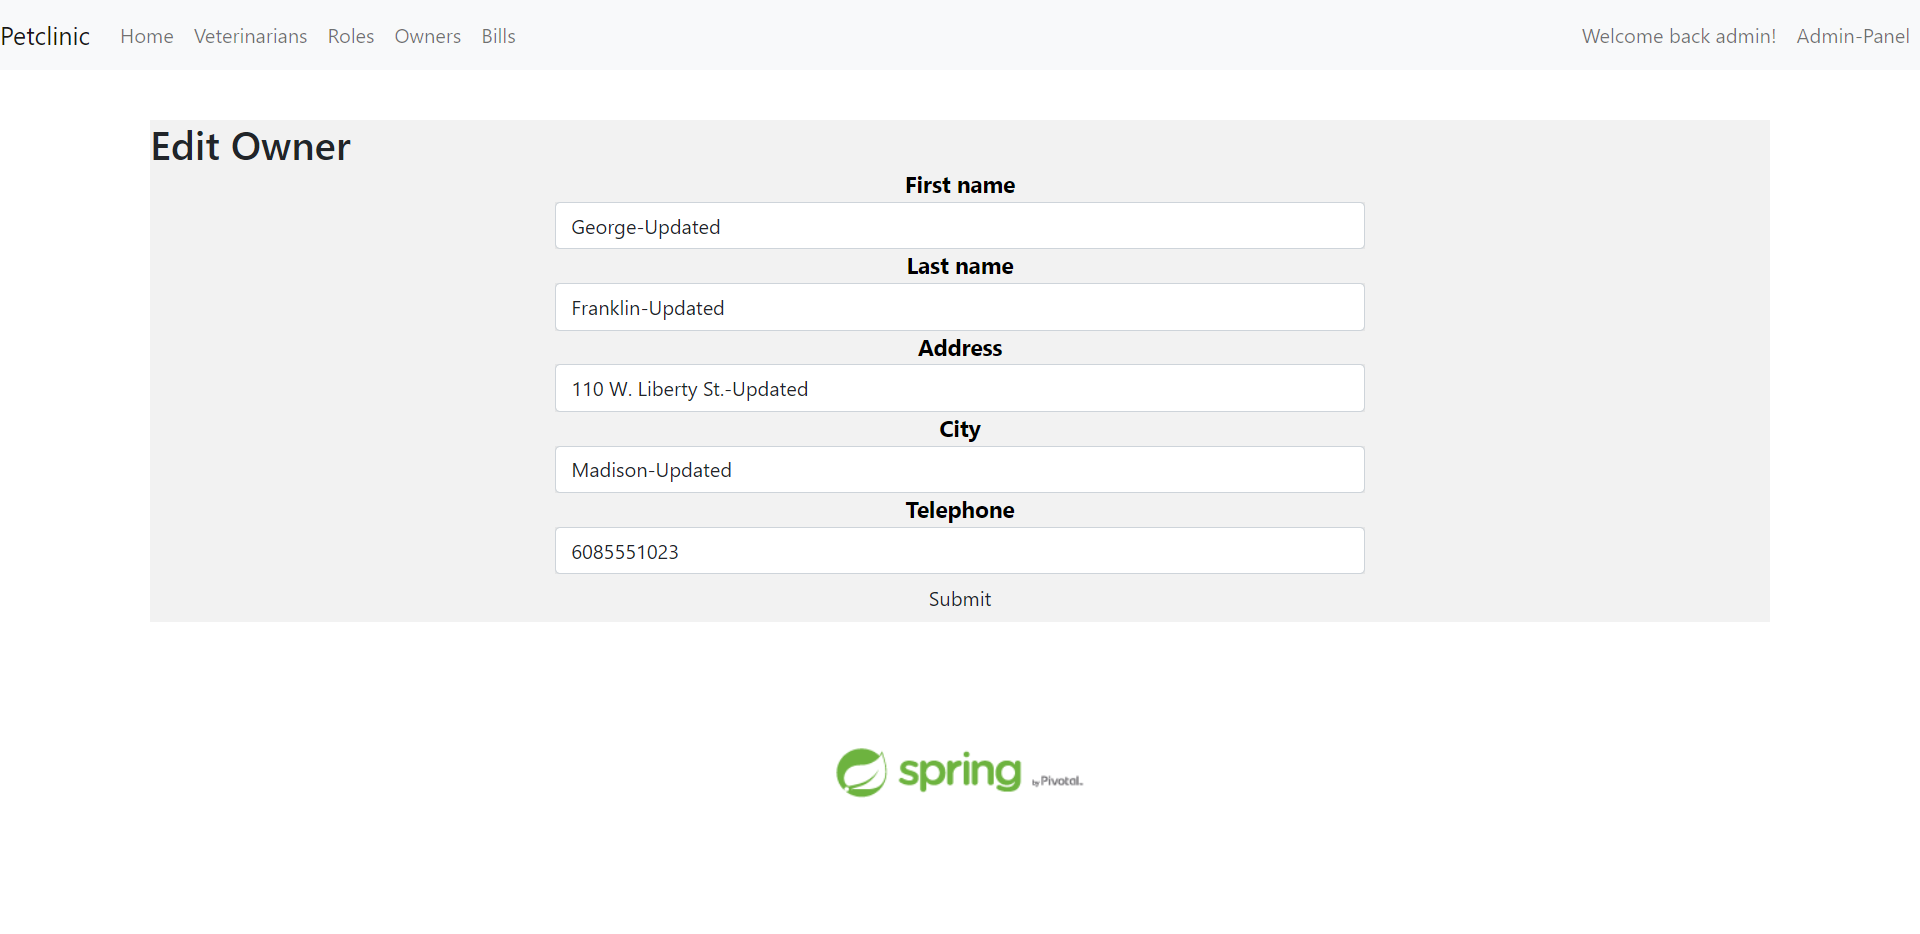 Petclinic Home Veterinarians Roles Owners Bills Welcome back admin! Admin-Panel
Edit Owner
First name
George-Updated
Last name
Franklin-Updated
Address
110 W. Liberty St.-Updated
City
Madison-Updated
Telephone
6085551023
Submit
spring by Pivotal